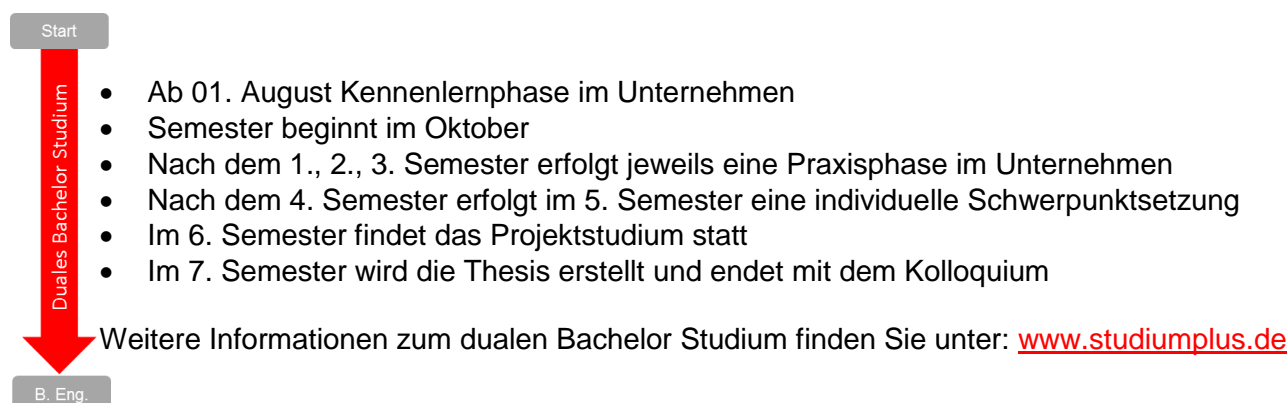 Start
Duales Bachelor Studium
• Ab 01. August Kennenlernphase im Unternehmen
• Semester beginnt im Oktober
• Nach dem 1., 2., 3. Semester erfolgt jeweils eine Praxisphase im Unternehmen
• Nach dem 4. Semester erfolgt im 5. Semester eine individuelle Schwerpunktsetzung
• Im 6. Semester findet das Projektstudium statt
• Im 7. Semester wird die Thesis erstellt und endet mit dem Kolloquium
Weitere Informationen zum dualen Bachelor Studium finden Sie unter: www.studiumplus.de
B. Eng.